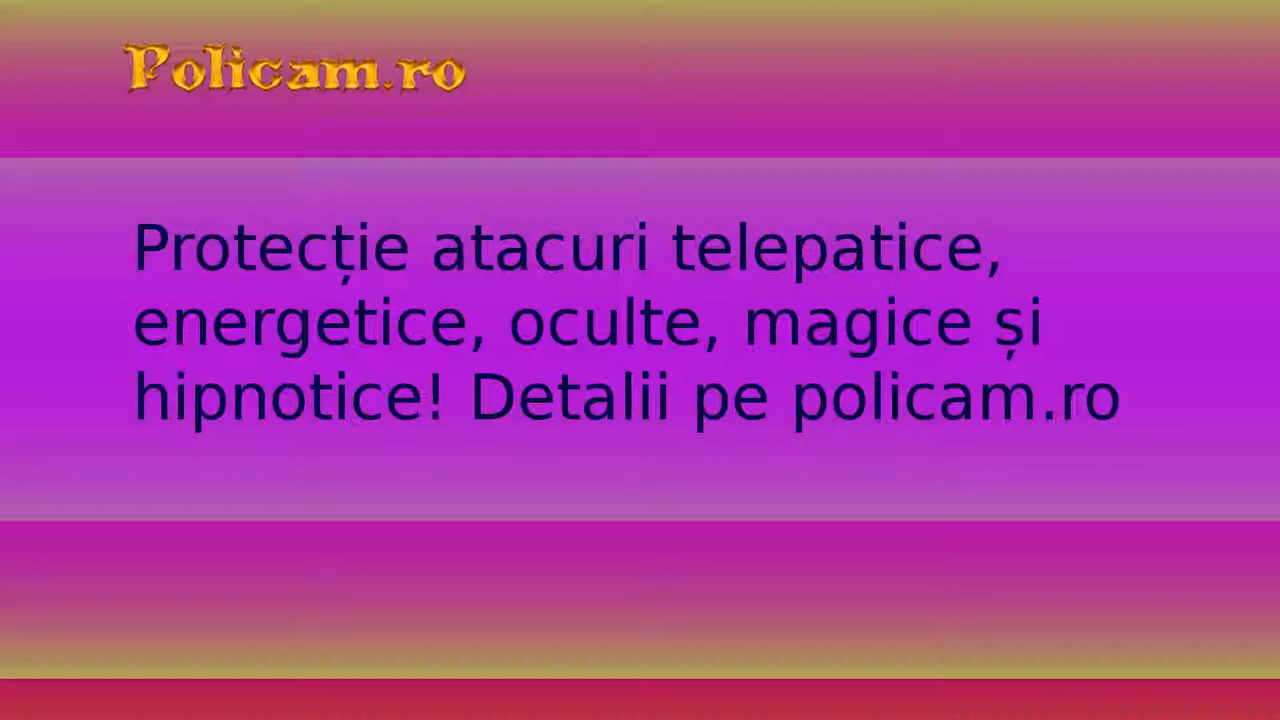 Policam.ro
Protecție atacuri telepatice,
energetice, oculte, magice și
hipnotice! Detalii pe policam.ro